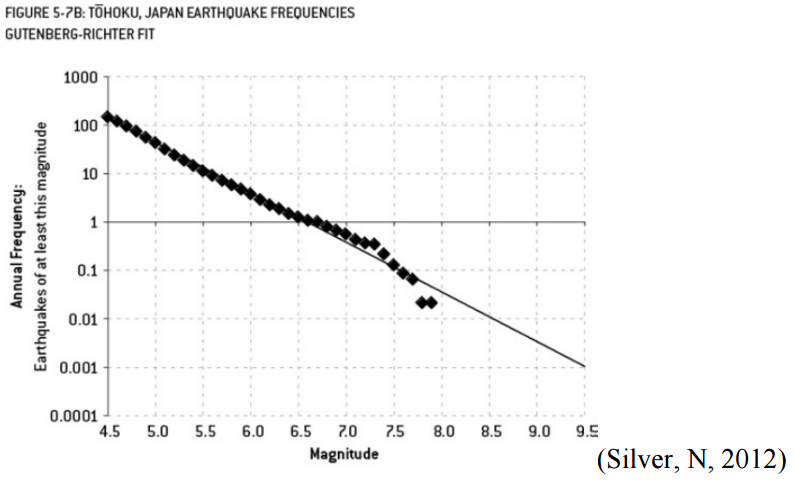 FIGURE 5-7B: TŌHOKU, JAPAN EARTHQUAKE FREQUENCIES
GUTENBERG-RICHTER FIT
Annual Frequency:
Earthquakes of at least this magnitude
1000
100
10
1
0.1
0.01
0.001
0.0001
4.5 5.0 5.5 6.0 6.5 7.0 7.5 8.0 8.5 9.0 9.5
Magnitude
(Silver, N, 2012)